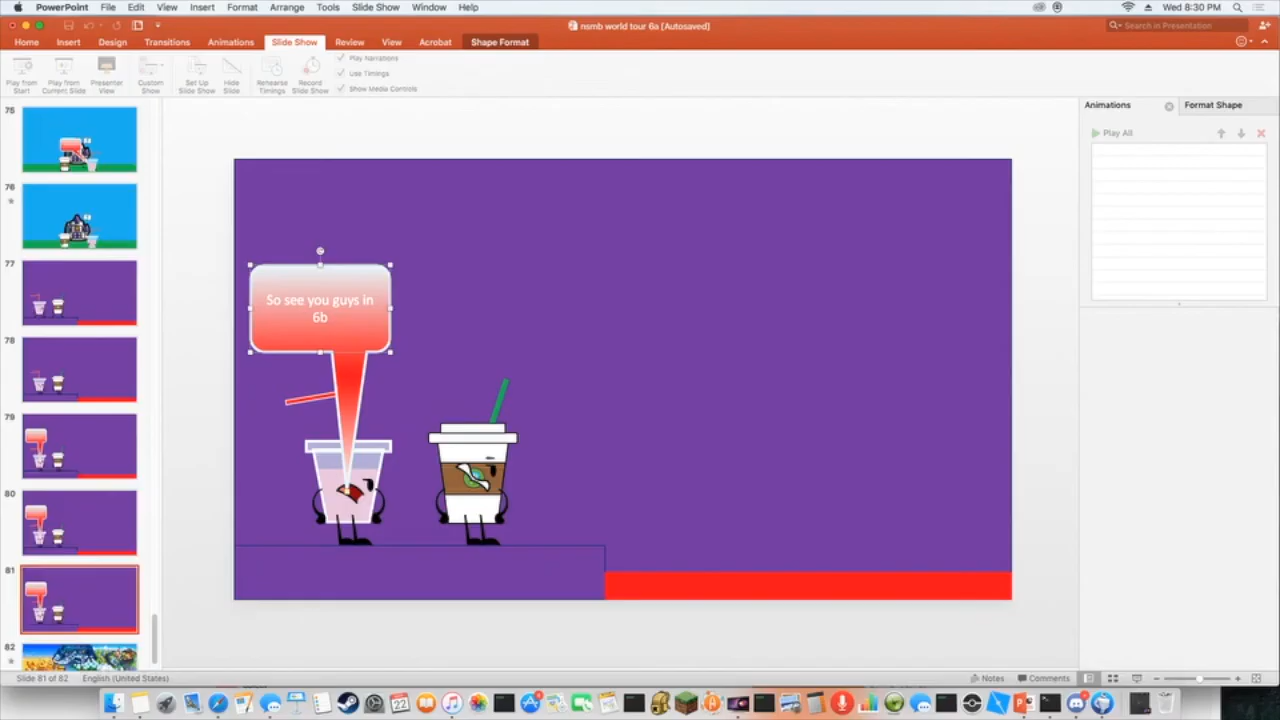 PowerPoint File Edit View Insert Format Arrange Tools Slide Show Window Help Wed 8:30 PM
nsmb world tour 6a [Autosaved] Search in Presentation
Home Insert Design Transitions Animations Slide Show Review View Acrobat Shape Format
Play from Start
Play from Current Slide
Presenter View
Custom Show
Set Up Slide Show
Hide Slide
Rehearse Timings
Record Slide Show
Play Narrations
Use Timings
Show Media Controls
Animations Format Shape
Play All
75
76
77
78
79
80
81
82
So see you guys in
6b
Slide 81 of 82 English (United States) Notes Comments
22